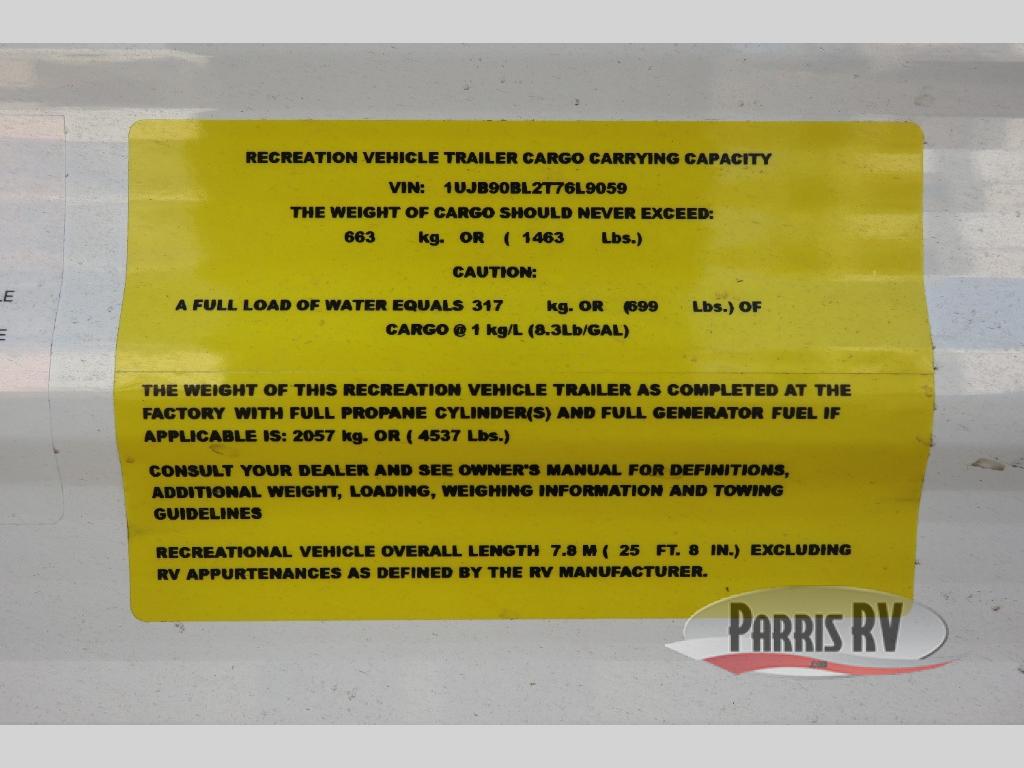 RECREATION VEHICLE TRAILER CARGO CARRYING CAPACITY
VIN: 1UJB90BL2T76L9059
THE WEIGHT OF CARGO SHOULD NEVER EXCEED:
663 kg. OR ( 1463 Lbs.)
CAUTION:
A FULL LOAD OF WATER EQUALS 317 kg. OR (699 Lbs.) OF
CARGO @ 1 kg/L (8.3Lb/GAL)
THE WEIGHT OF THIS RECREATION VEHICLE TRAILER AS COMPLETED AT THE
FACTORY WITH FULL PROPANE CYLINDER(S) AND FULL GENERATOR FUEL IF
APPLICABLE IS: 2057 kg. OR ( 4537 Lbs.)
CONSULT YOUR DEALER AND SEE OWNER'S MANUAL FOR DEFINITIONS,
ADDITIONAL WEIGHT, LOADING, WEIGHING INFORMATION AND TOWING
GUIDELINES
RECREATIONAL VEHICLE OVERALL LENGTH 7.8 M ( 25 FT. 8 IN.) EXCLUDING
RV APPURTENANCES AS DEFINED BY THE RV MANUFACTURER.
PARRIS RV
.com